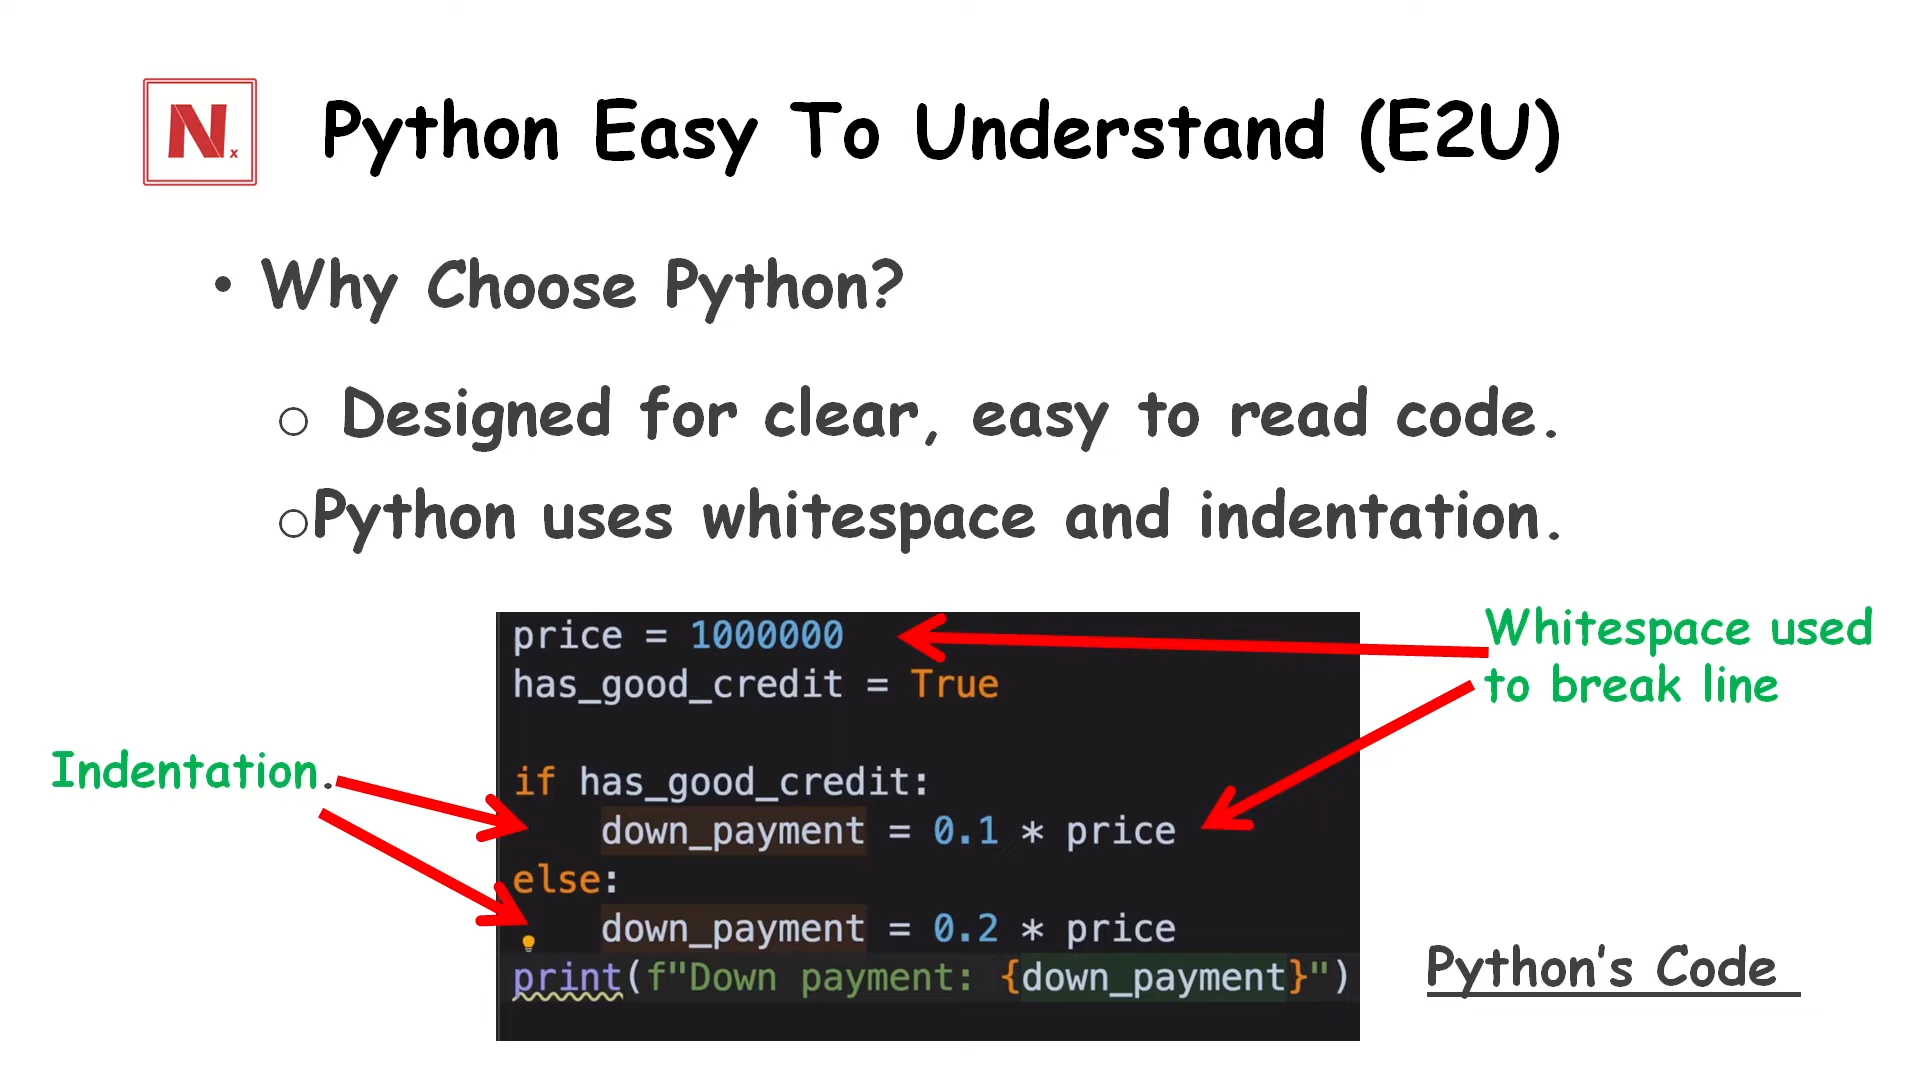 N.x
Python Easy To Understand (E2U)
• Why Choose Python?
o Designed for clear, easy to read code.
oPython uses whitespace and indentation.
price = 1000000
has_good_credit = True
if has_good_credit:
    down_payment = 0.1 * price
else:
    down_payment = 0.2 * price
print(f"Down payment: {down_payment}")
Whitespace used
to break line
Indentation.
Python's Code